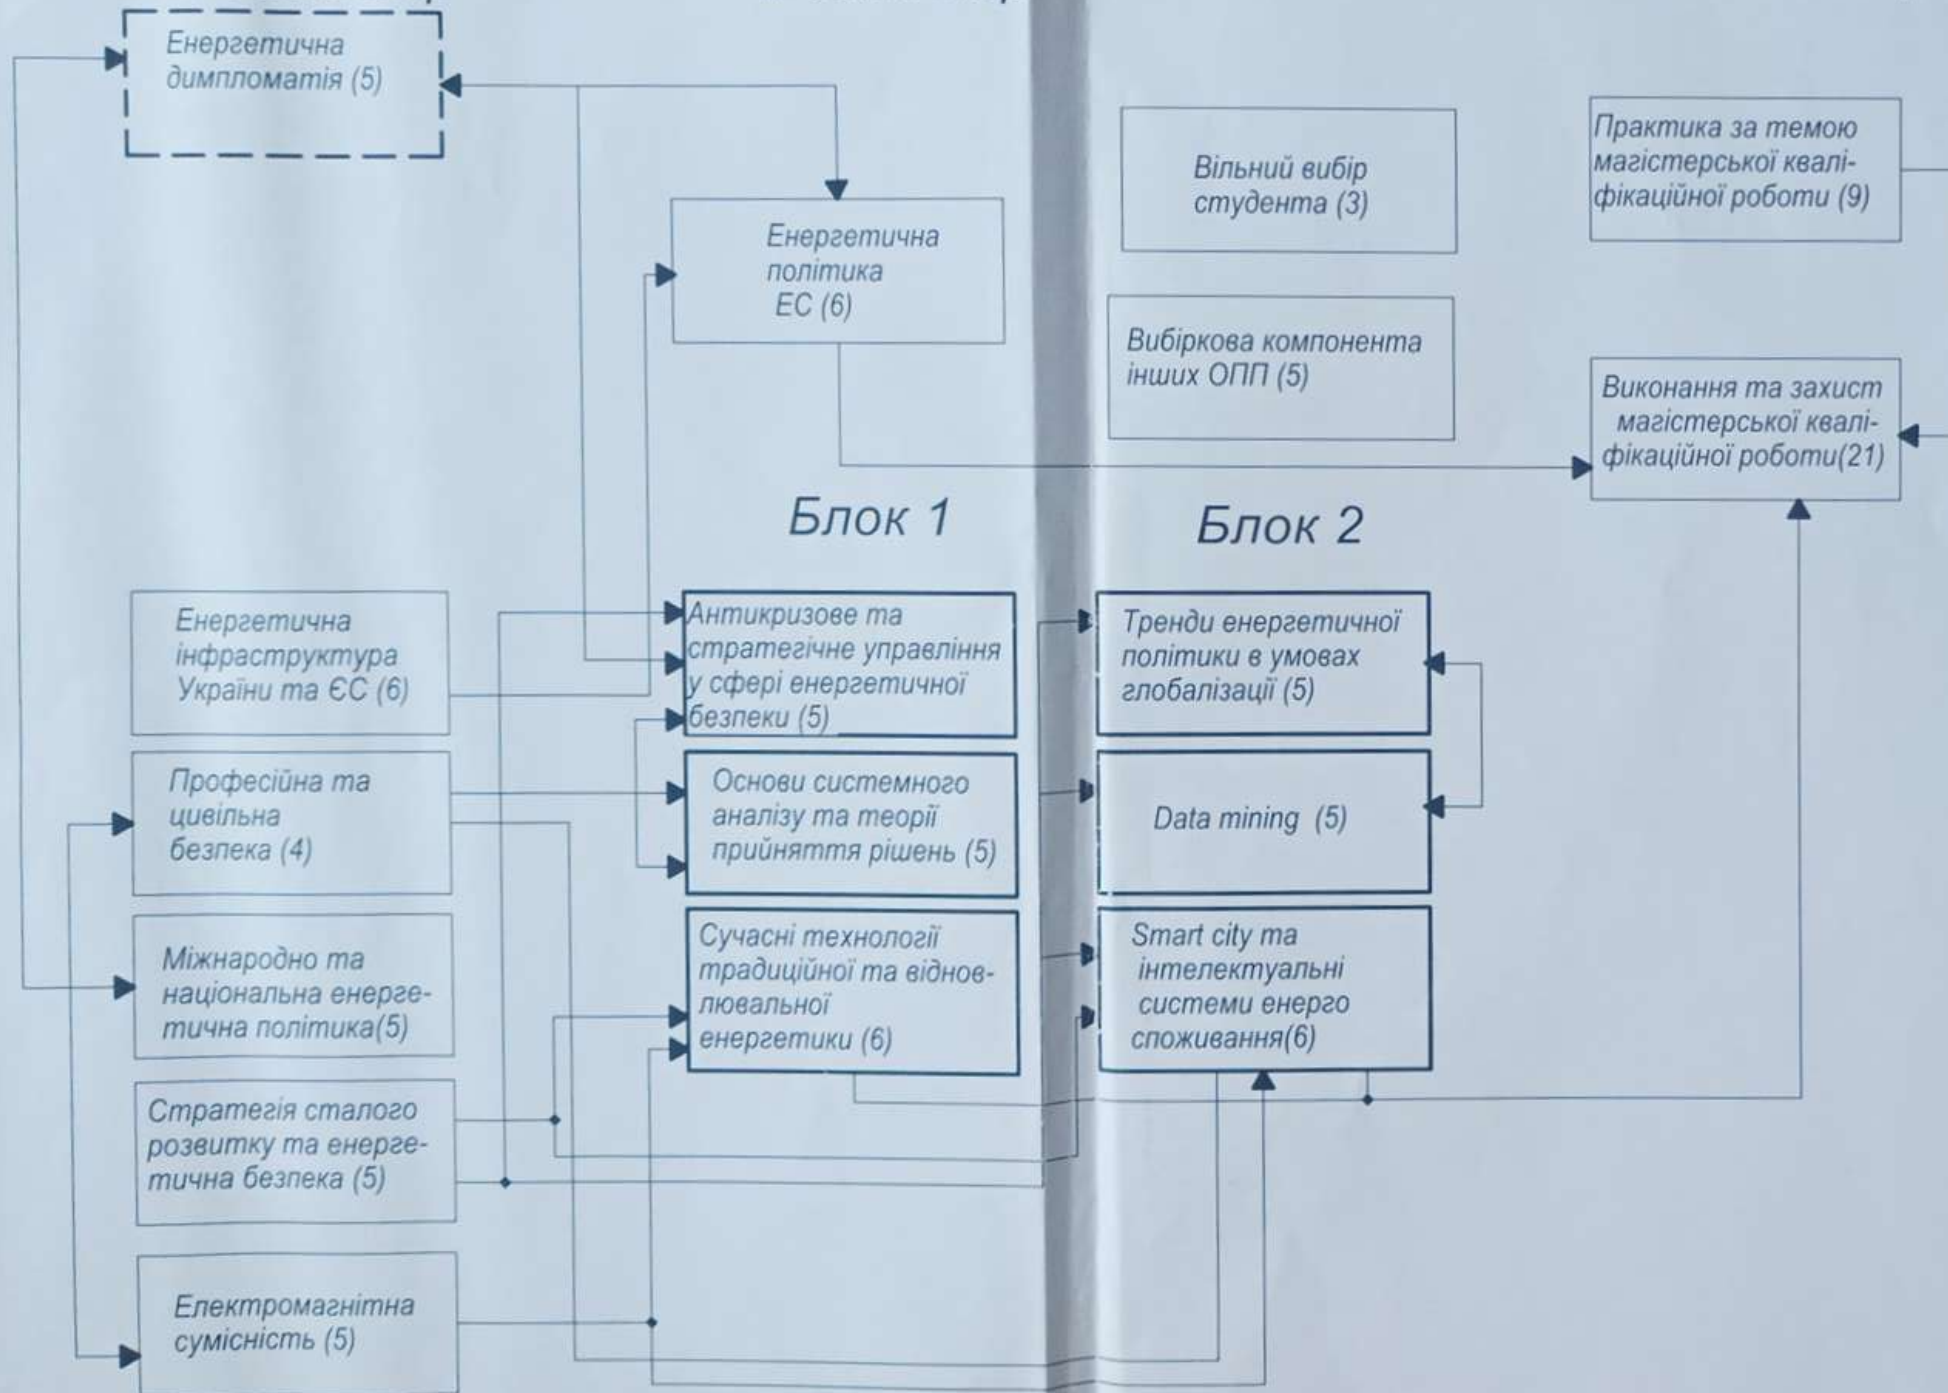 Енергетична
димпломатія (5)
Енергетична
політика
ЕС (6)
Вільний вибір
студента (3)
Вибіркова компонента
інших ОПП (5)
Практика за темою
магістерської квалі-
фікаційної роботи (9)
Виконання та захист
магістерської квалі-
фікаційної роботи(21)
Блок 1
Блок 2
Енергетична
інфраструктура
України та ЄС (6)
Професійна та
цивільна
безпека (4)
Міжнародно та
національна енерге-
тична політика(5)
Стратегія сталого
розвитку та енерге-
тична безпека (5)
Електромагнітна
сумісність (5)
Антикризове та
стратегічне управління
у сфері енергетичної
безпеки (5)
Основи системного
аналізу та теорії
прийняття рішень (5)
Сучасні технології
традиційної та віднов-
лювальної
енергетики (6)
Тренди енергетичної
політики в умовах
глобалізації (5)
Data mining (5)
Smart city та
інтелектуальні
системи енерго
споживання(6)